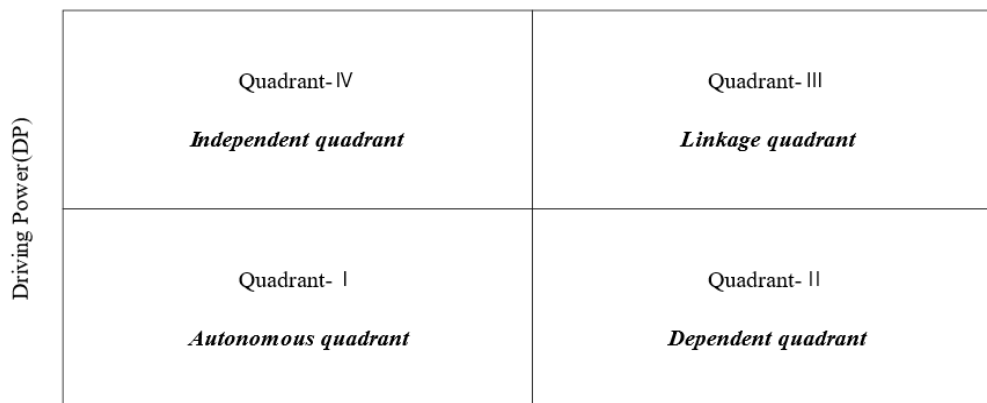 Quadrant-IV
Quadrant-III
Independent quadrant
Linkage quadrant
Driving Power(DP)
Quadrant- I
Quadrant-II
Autonomous quadrant
Dependent quadrant